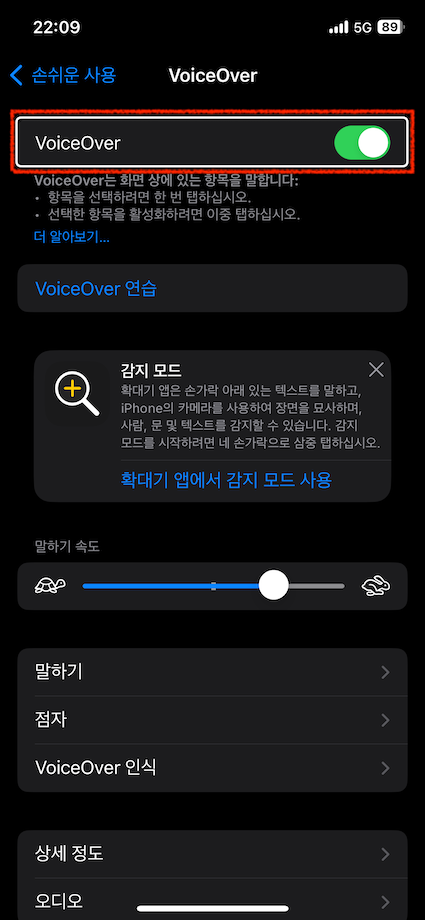 22:09
5G 89
손쉬운 사용
VoiceOver
VoiceOver
VoiceOver는 화면 상에 있는 항목을 말합니다:
• 항목을 선택하려면 한 번 탭하십시오.
• 선택한 항목을 활성화하려면 이중 탭하십시오.
더 알아보기...
VoiceOver 연습
감지 모드
확대기 앱은 손가락 아래 있는 텍스트를 말하고,
iPhone의 카메라를 사용하여 장면을 묘사하며,
사람, 문 및 텍스트를 감지할 수 있습니다. 감지
모드를 시작하려면 네 손가락으로 삼중 탭하십시오.
확대기 앱에서 감지 모드 사용
말하기 속도
말하기
점자
VoiceOver 인식
상세 정도
오디오